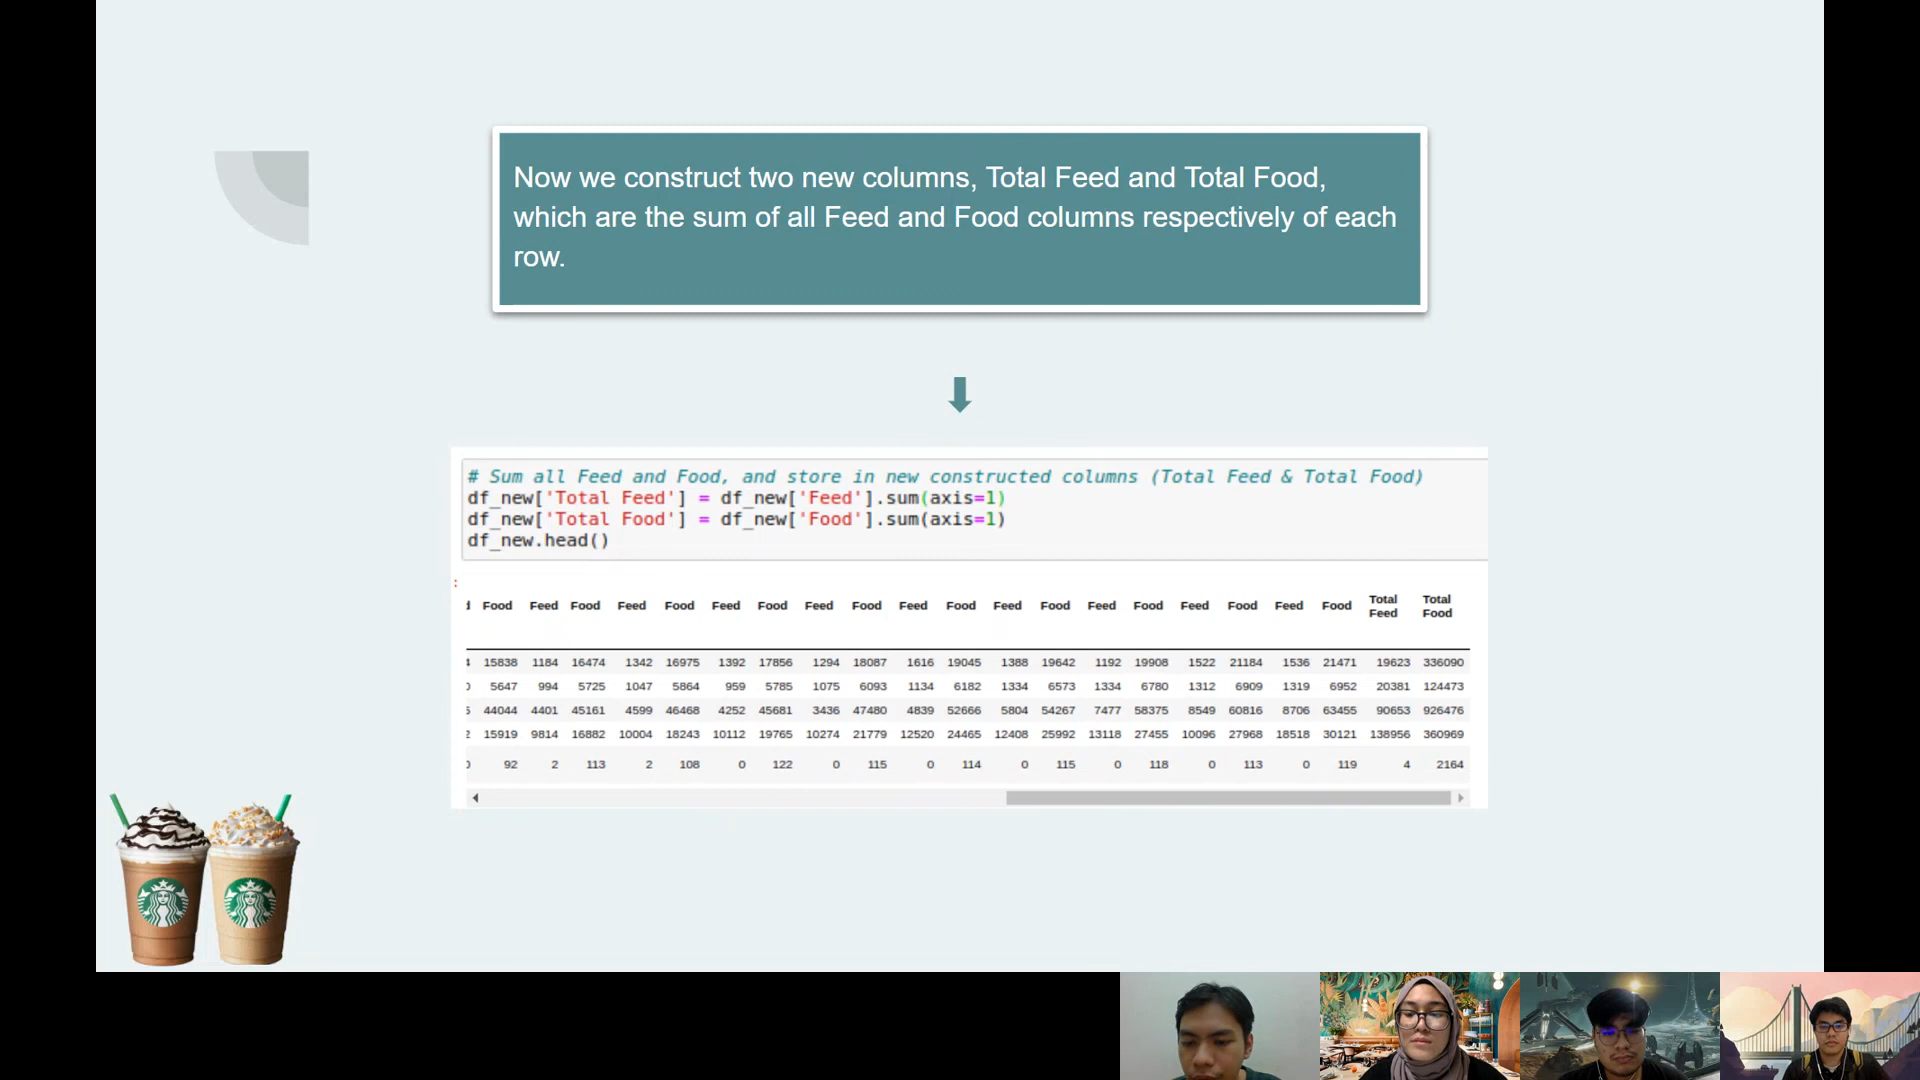 Now we construct two new columns, Total Feed and Total Food,
which are the sum of all Feed and Food columns respectively of each
row.
# Sum all Feed and Food, and store in new constructed columns (Total Feed & Total Food)
df_new['Total Feed'] = df_new['Feed'].sum(axis=1)
df_new['Total Food'] = df_new['Food'].sum(axis=1)
df_new.head()
:
d Food Feed Food Feed Food Feed Food Feed Food Feed Food Feed Food Feed Food Feed Food Feed Food Total Feed Total Food
4 15838 1184 16474 1342 16975 1392 17856 1294 18087 1616 19045 1388 19642 1192 19908 1522 21184 1536 21471 19623 336090
0 5647 994 5725 1047 5864 959 5785 1075 6093 1134 6182 1334 6573 1334 6780 1312 6909 1319 6952 20381 124473
5 44044 4401 45161 4599 46468 4252 45681 3436 47480 4839 52666 5804 54267 7477 58375 8549 60816 8706 63455 90653 926476
2 15919 9814 16882 10004 18243 10112 19765 10274 21779 12520 24465 12408 25992 13118 27455 10096 27968 18518 30121 138956 360969
0 92 2 113 2 108 0 122 0 115 0 114 0 115 0 118 0 113 0 119 4 2164